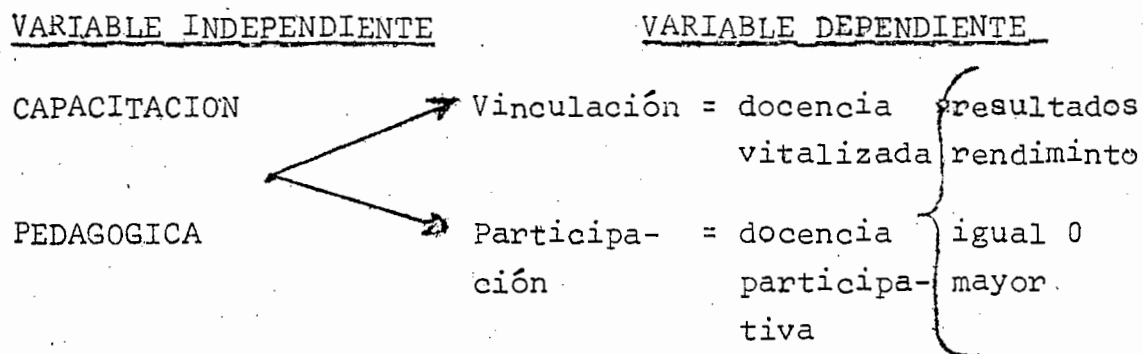 VARIABLE INDEPENDIENTE VARIABLE DEPENDIENTE
CAPACITACION Vinculación = docencia resultados
vitalizada rendiminto
PEDAGOGICA Participa- = docencia igual 0
ción participa- mayor.
tiva